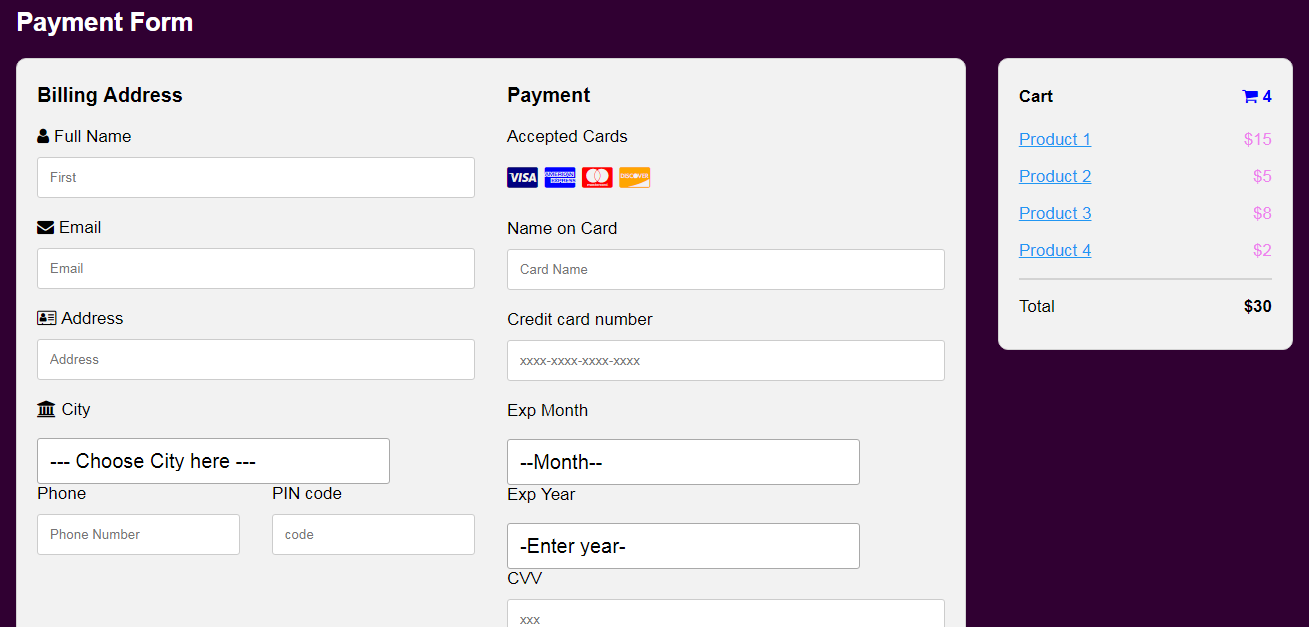 Payment Form
Billing Address
Full Name
First
Email
Email
Address
Address
City
--- Choose City here ---
Phone PIN code
Phone Number code
Payment
Accepted Cards
VISA AMERICAN EXPRESS mastercard DISCOVER
Name on Card
Card Name
Credit card number
xxxx-xxxx-xxxx-xxxx
Exp Month
--Month--
Exp Year
-Enter year-
CVV
xxx
Cart 4
Product 1 $15
Product 2 $5
Product 3 $8
Product 4 $2
Total $30